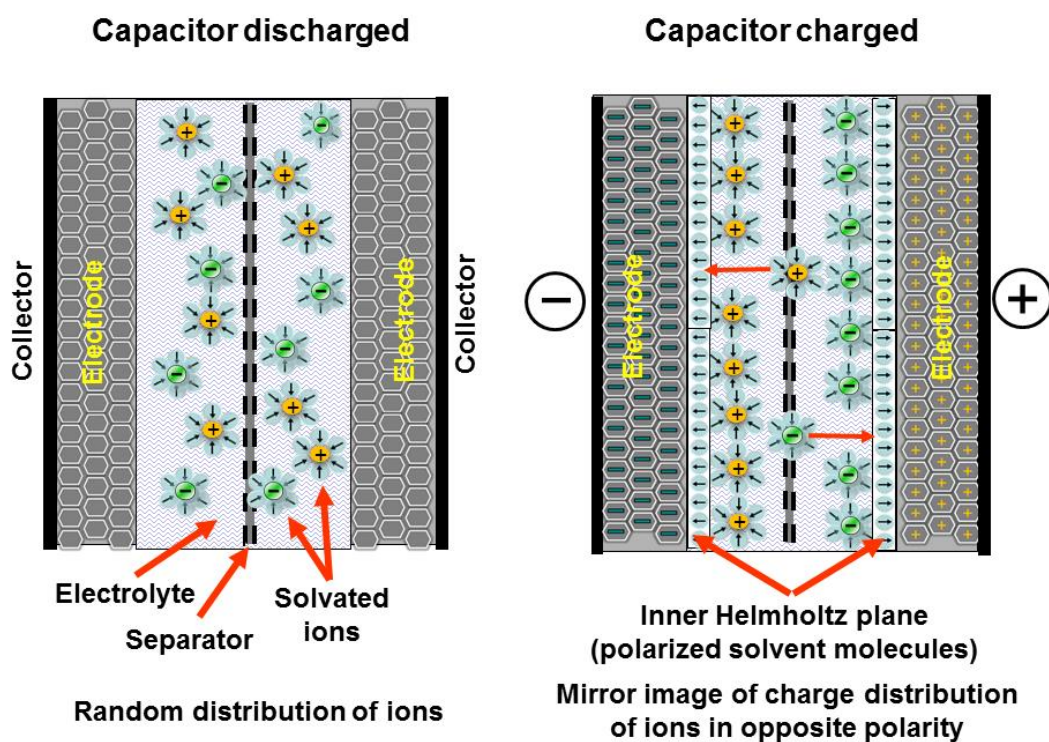 Capacitor discharged
Capacitor charged
Collector
Electrode
Electrode
Collector
Electrode
Electrode
Electrolyte
Separator
Solvated
ions
Inner Helmholtz plane
(polarized solvent molecules)
Random distribution of ions
Mirror image of charge distribution
of ions in opposite polarity